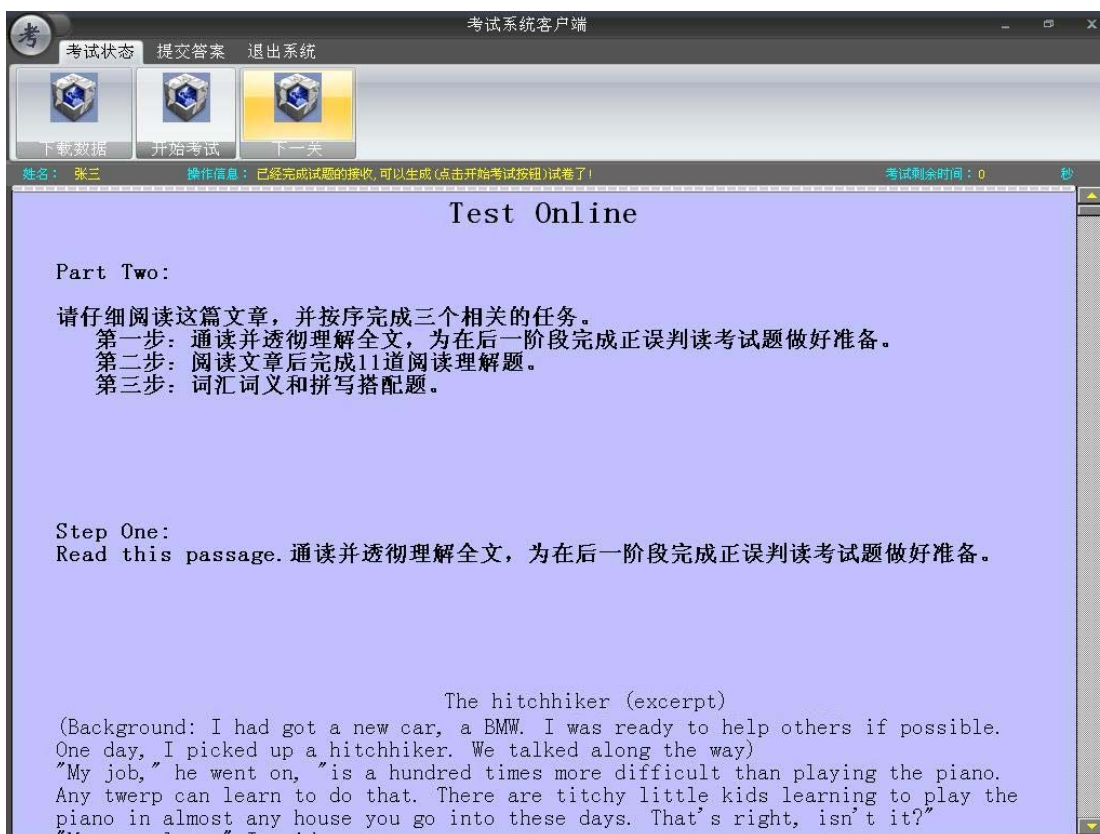 考试系统客户端
考
考试状态 提交答案 退出系统
下载数据 开始考试 下一关
姓名： 张三 操作信息：已经完成试题的接收,可以生成(点击开始考试按钮)试卷了! 考试剩余时间：0 秒
Test Online
Part Two:
请仔细阅读这篇文章，并按序完成三个相关的任务。
第一步：通读并透彻理解全文，为在后一阶段完成正误判读考试题做好准备。
第二步：阅读文章后完成11道阅读理解题。
第三步：词汇词义和拼写搭配题。
Step One:
Read this passage.通读并透彻理解全文，为在后一阶段完成正误判读考试题做好准备。
The hitchhiker (excerpt)
(Background: I had got a new car, a BMW. I was ready to help others if possible.
One day, I picked up a hitchhiker. We talked along the way)
"My job," he went on, "is a hundred times more difficult than playing the piano.
Any twerp can learn to do that. There are titchy little kids learning to play the
piano in almost any house you go into these days. That's right, isn't it?"